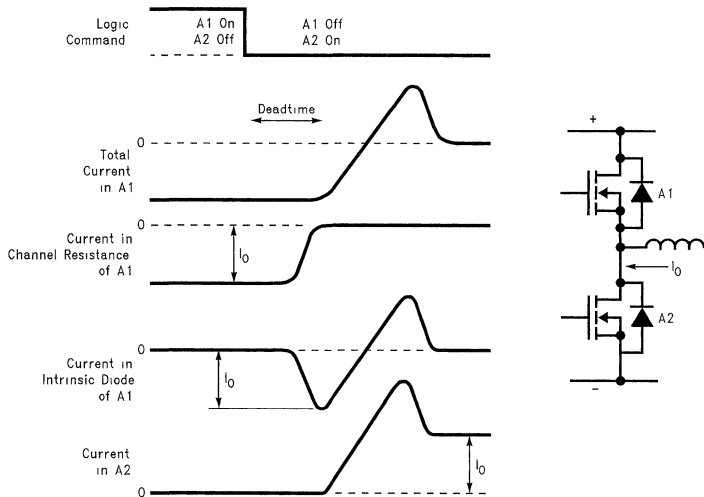 Logic
Command
A1 On
A2 Off
A1 Off
A2 On
Deadtime
0
Total
Current
in A1
0
Current in
Channel Resistance
of A1
I₀
Current in
Intrinsic Diode
of A1
I₀
Current
in A2
0
I₀
+
A1
I₀
A2
–